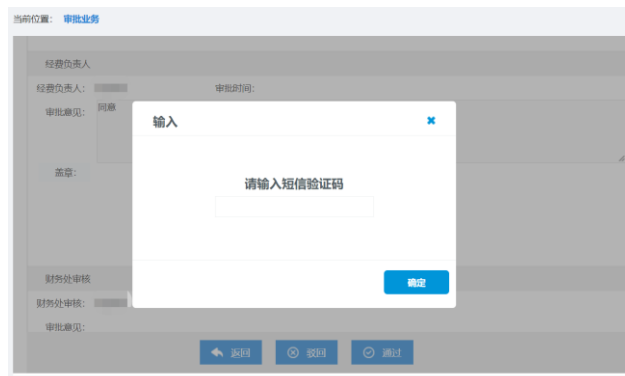 当前位置： 审批业务
经费负责人
经费负责人：
审批时间：
审批意见：
同意
输入
请输入短信验证码
盖章：
确定
财务处审核
财务处审核：
审批意见：
返回
驳回
通过